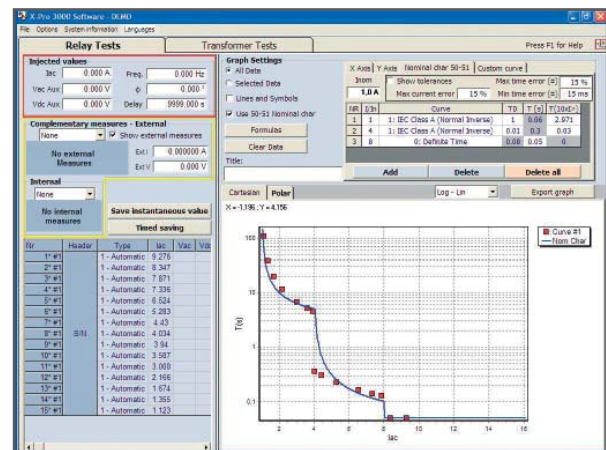 X-Pro 3000 Software - DLMO
File Options System-information Languages
Relay Tests Transformer Tests Press F1 for Help
Injected values
Iac 0.000 A Freq. 0.000 Hz
Vac Aux 0.000 V ϕ 0.000 °
Vdc Aux 0.000 V Delay 9999.000 s
Complementary measures - External
None Show external measures
No external Measures
Ext I 0.000000 A
Ext V 0.000 V
Internal
None
No internal measures
Save instantaneous value
Timed saving
Graph Settings
All Data
Selected Data
Lines and Symbols
Use 50-51 Nominal char
Formulas
Clear Data
Title:
X Axis Y Axis Nominal char 50-51 Custom curve
Inom
1,0 A
Show tolerances Max time error [±] 15 %
Max current error 15 % Min time error [±] 15 ms
NR I/In Curve TD T [s] T(10xI>)
1 1 1: IEC Class A (Normal Inverse) 1 0.06 2.971
2 4 1: IEC Class A (Normal Inverse) 0.01 0.3 0.03
3 8 0: Definite Time 0.08 0.05 0
Add Delete Delete all
Cartesian Polar Log - Lin Export graph
X = -1.196 ; Y = 4.156
Nr Header Type Iac Vac Vdc
1° #1 1 - Automatic 9.276
2° #1 1 - Automatic 8.347
3° #1 1 - Automatic 7.871
4° #1 1 - Automatic 7.336
5° #1 1 - Automatic 6.524
6° #1 1 - Automatic 5.283
7° #1 1 - Automatic 4.43
8° #1 S/N 1 - Automatic 4.034
9° #1 1 - Automatic 3.94
10° #1 1 - Automatic 3.587
11° #1 1 - Automatic 3.008
12° #1 1 - Automatic 2.166
13° #1 1 - Automatic 1.674
14° #1 1 - Automatic 1.355
15° #1 1 - Automatic 1.123
Curve #1
Nom Char
100
10
1
0.1
T(s)
2 4 6 8 10 12 14 16
Iac